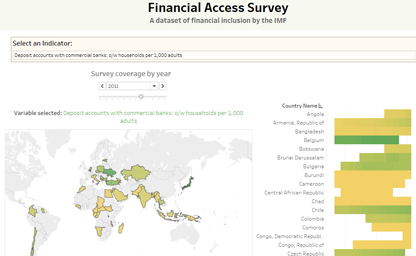 Financial Access Survey
A dataset of financial inclusion by the IMF
Select an Indicator:
Deposit accounts with commercial banks: o/w households per 1,000 adults
Survey coverage by year
2011
Variable selected: Deposit accounts with commercial banks: o/w households per 1,000
adults
Country Name
Angola
Armenia, Republic of
Bangladesh
Belgium
Botswana
Brunei Darussalam
Bulgaria
Burundi
Cameroon
Central African Republic
Chad
Chile
Colombia
Comoros
Congo, Democratic Republi..
Congo, Republic of
Czech Republic